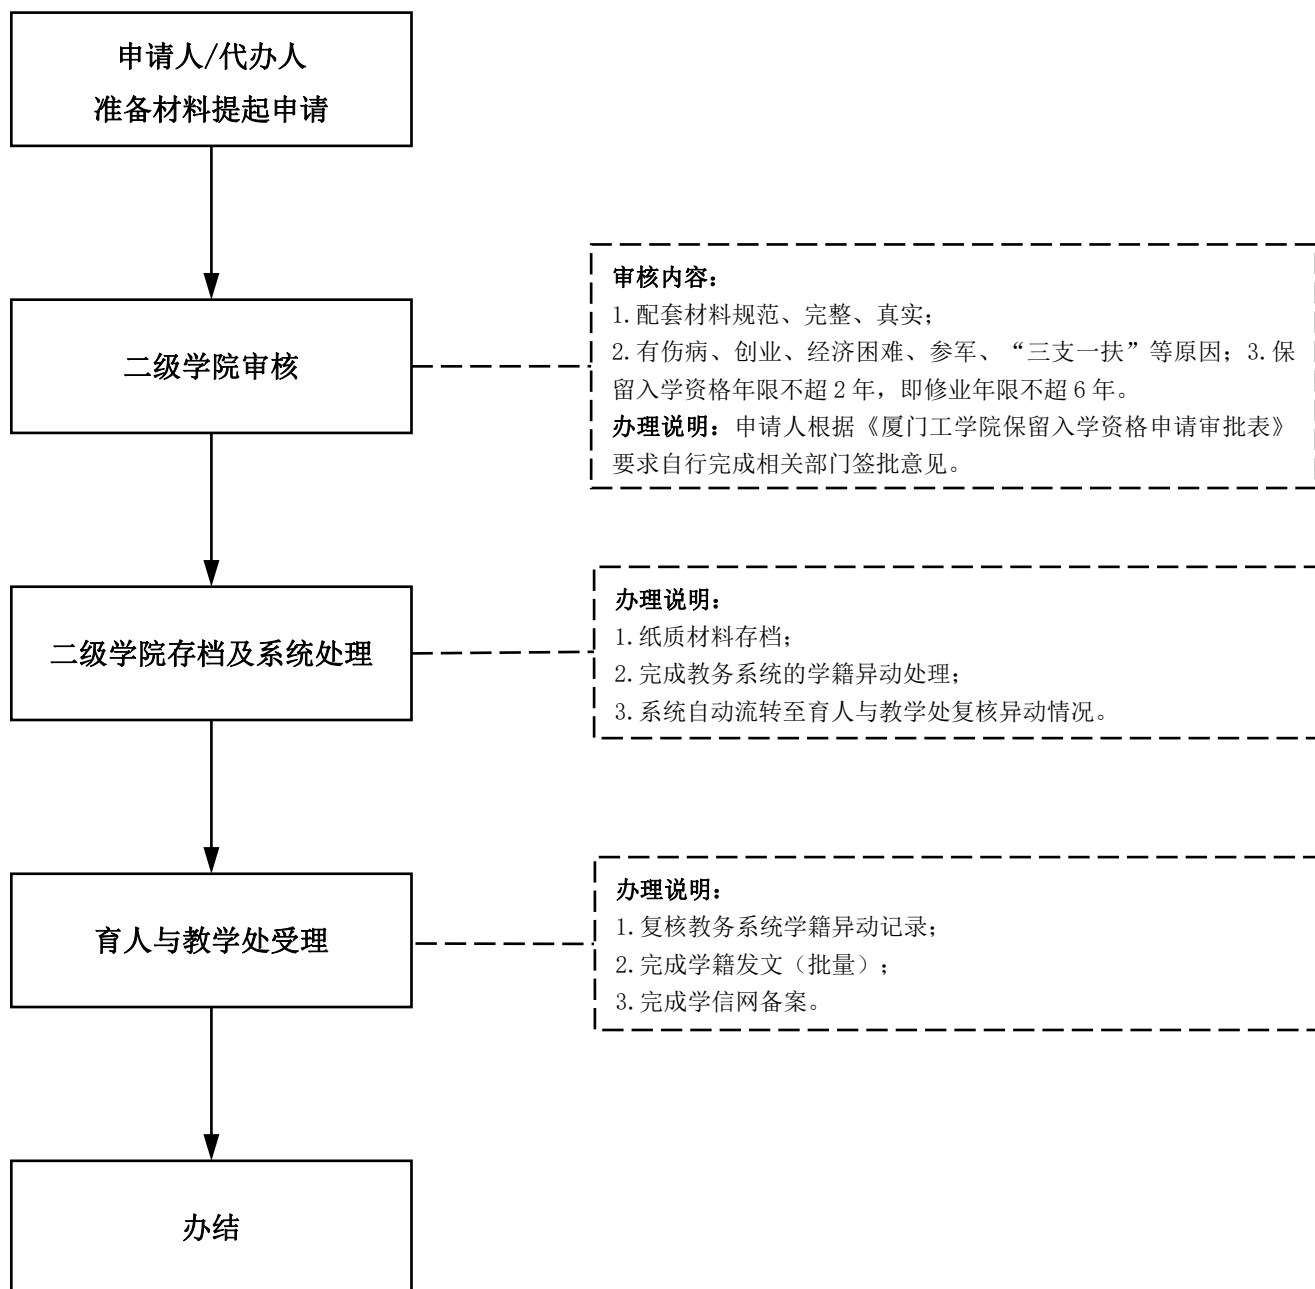 申请人/代办人
准备材料提起申请
二级学院审核
审核内容：
1.配套材料规范、完整、真实；
2.有伤病、创业、经济困难、参军、“三支一扶”等原因；3.保
留入学资格年限不超 2 年，即修业年限不超 6 年。
办理说明：申请人根据《厦门工学院保留入学资格申请审批表》
要求自行完成相关部门签批意见。
二级学院存档及系统处理
办理说明：
1.纸质材料存档；
2.完成教务系统的学籍异动处理；
3.系统自动流转至育人与教学处复核异动情况。
育人与教学处受理
办理说明：
1.复核教务系统学籍异动记录；
2.完成学籍发文（批量）；
3.完成学信网备案。
办结